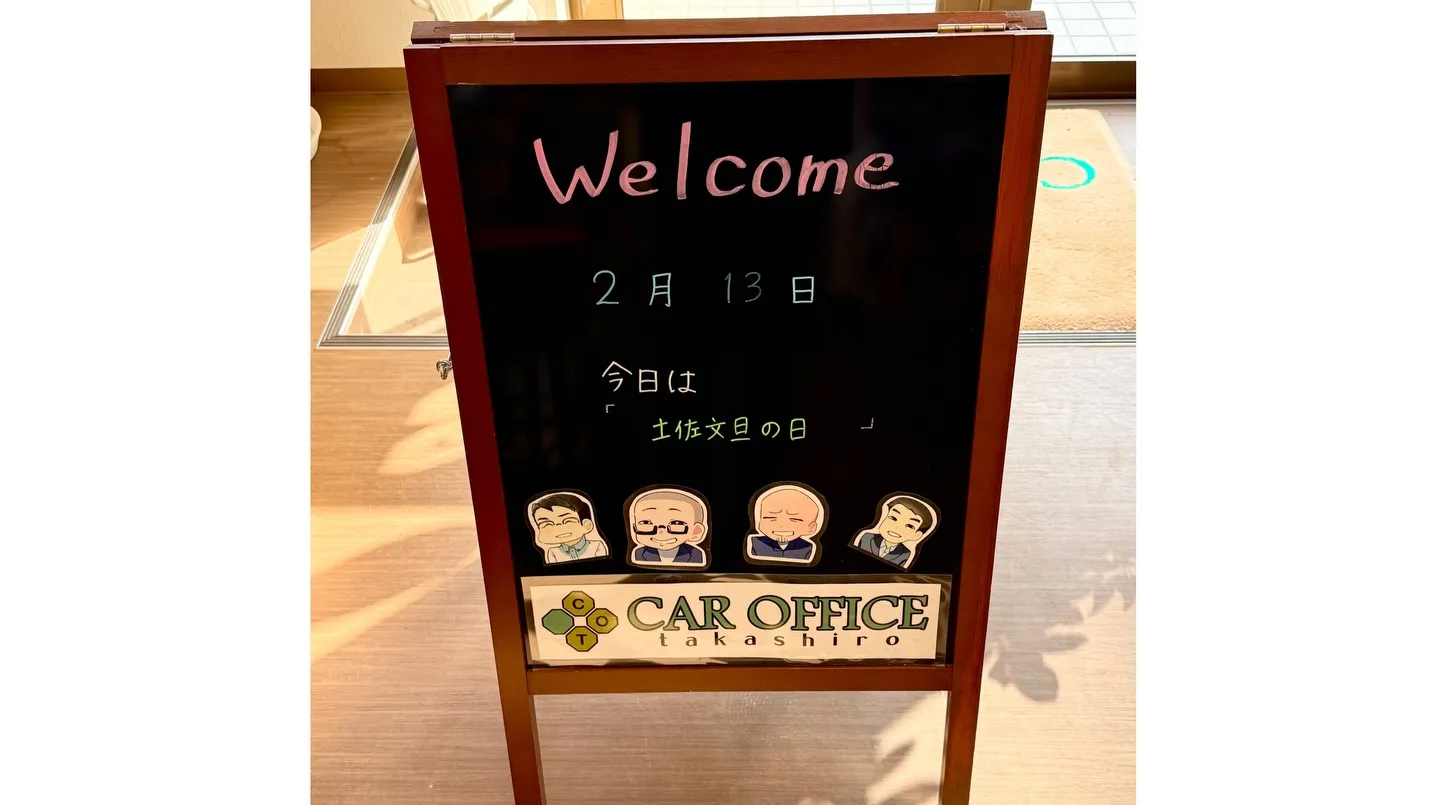 Welcome
2月 13日
今日は
「 土佐文旦の日 」
C
O
T
CAR OFFICE
takashiro